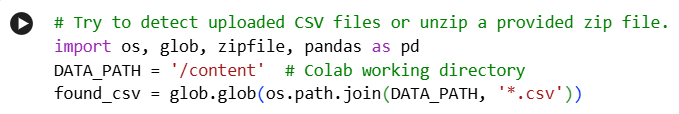 # Try to detect uploaded CSV files or unzip a provided zip file.
import os, glob, zipfile, pandas as pd
DATA_PATH = '/content'  # Colab working directory
found_csv = glob.glob(os.path.join(DATA_PATH, '*.csv'))